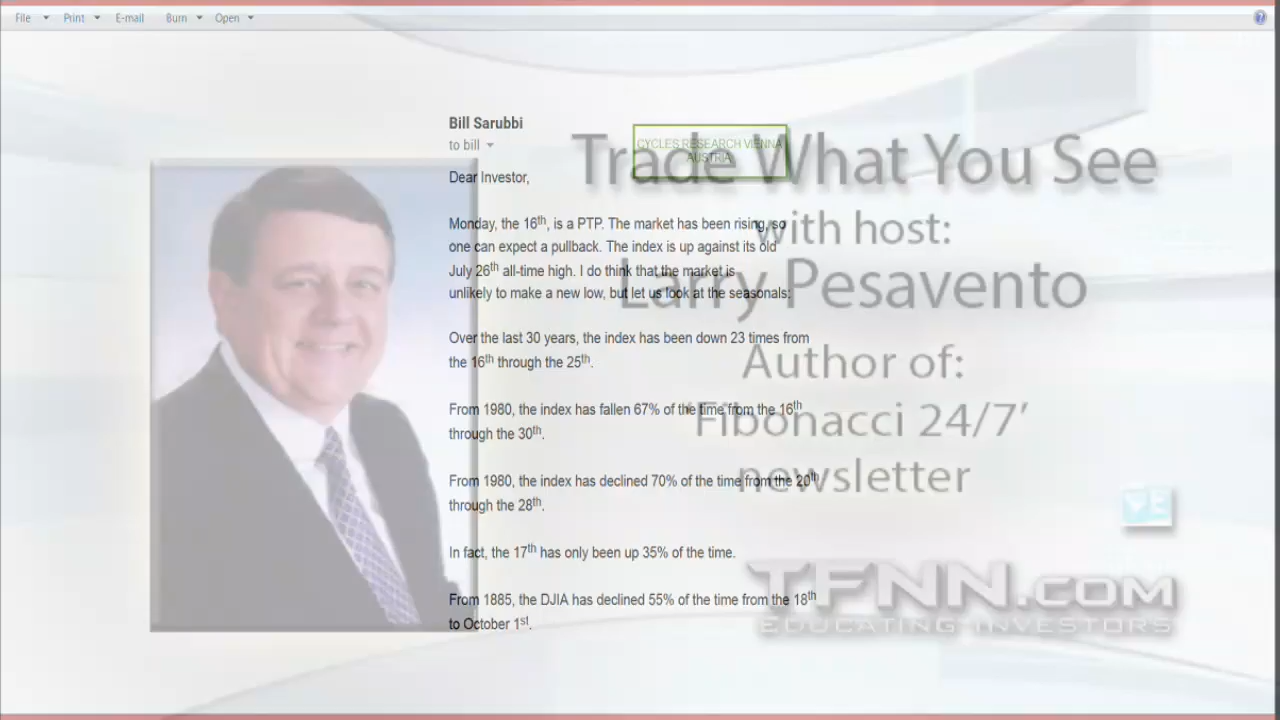 File Print E-mail Burn Open
Bill Sarubbi
to bill
CYCLES RESEARCH VIENNA
AUSTRIA
Dear Investor,
Monday, the 16th, is a PTP. The market has been rising, so
one can expect a pullback. The index is up against its old
July 26th all-time high. I do think that the market is
unlikely to make a new low, but let us look at the seasonals:
Over the last 30 years, the index has been down 23 times from
the 16th through the 25th.
From 1980, the index has fallen 67% of the time from the 16th
through the 30th.
From 1980, the index has declined 70% of the time from the 20th
through the 28th.
In fact, the 17th has only been up 35% of the time.
From 1885, the DJIA has declined 55% of the time from the 18th
to October 1st.
Trade What You See
with host:
Larry Pesavento
Author of:
‘Fibonacci 24/7’
newsletter
TFNN.COM
EDUCATING INVESTORS